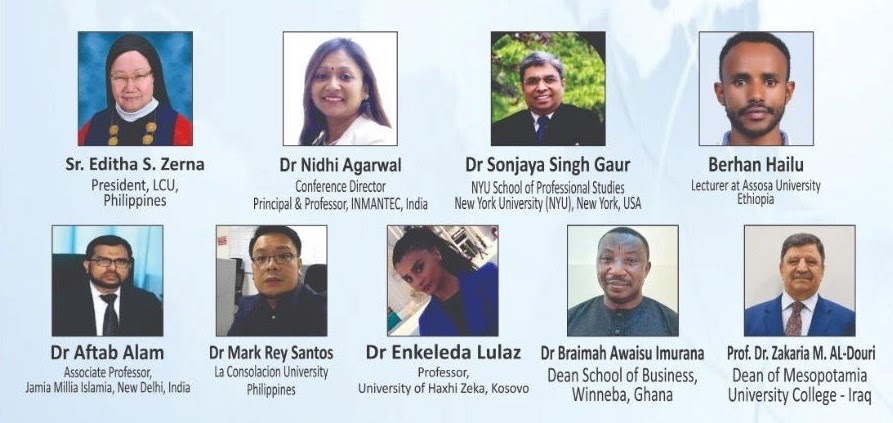 Sr. Editha S. Zerna
President, LCU,
Philippines
Dr Nidhi Agarwal
Conference Director
Principal & Professor, INMANTEC, India
Dr Sonjaya Singh Gaur
NYU School of Professional Studies
New York University (NYU), New York, USA
Berhan Hailu
Lecturer at Assosa University
Ethiopia
Dr Aftab Alam
Associate Professor,
Jamia Millia Islamia, New Delhi, India
Dr Mark Rey Santos
La Consolacion University
Philippines
Dr Enkeleda Lulaz
Professor,
University of Haxhi Zeka, Kosovo
Dr Braimah Awaisu Imurana
Dean School of Business,
Winneba, Ghana
Prof. Dr. Zakaria M. AL-Douri
Dean of Mesopotamia
University College - Iraq